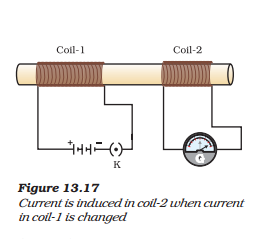 Coil-1 Coil-2
+ -
K
G
Figure 13.17
Current is induced in coil-2 when current
in coil-1 is changed